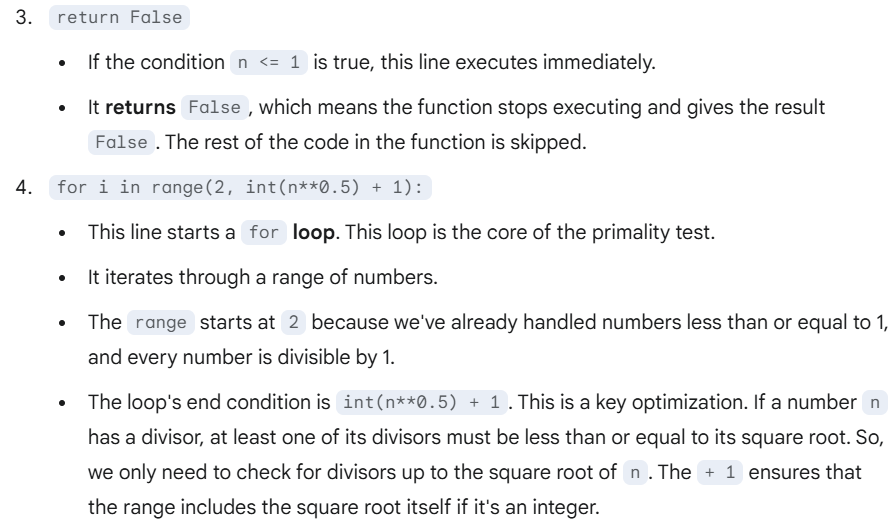 3. return False
• If the condition n <= 1 is true, this line executes immediately.
• It returns False, which means the function stops executing and gives the result
False. The rest of the code in the function is skipped.
4. for i in range(2, int(n**0.5) + 1):
• This line starts a for loop. This loop is the core of the primality test.
• It iterates through a range of numbers.
• The range starts at 2 because we've already handled numbers less than or equal to 1,
and every number is divisible by 1.
• The loop's end condition is int(n**0.5) + 1. This is a key optimization. If a number n
has a divisor, at least one of its divisors must be less than or equal to its square root. So,
we only need to check for divisors up to the square root of n. The + 1 ensures that
the range includes the square root itself if it's an integer.